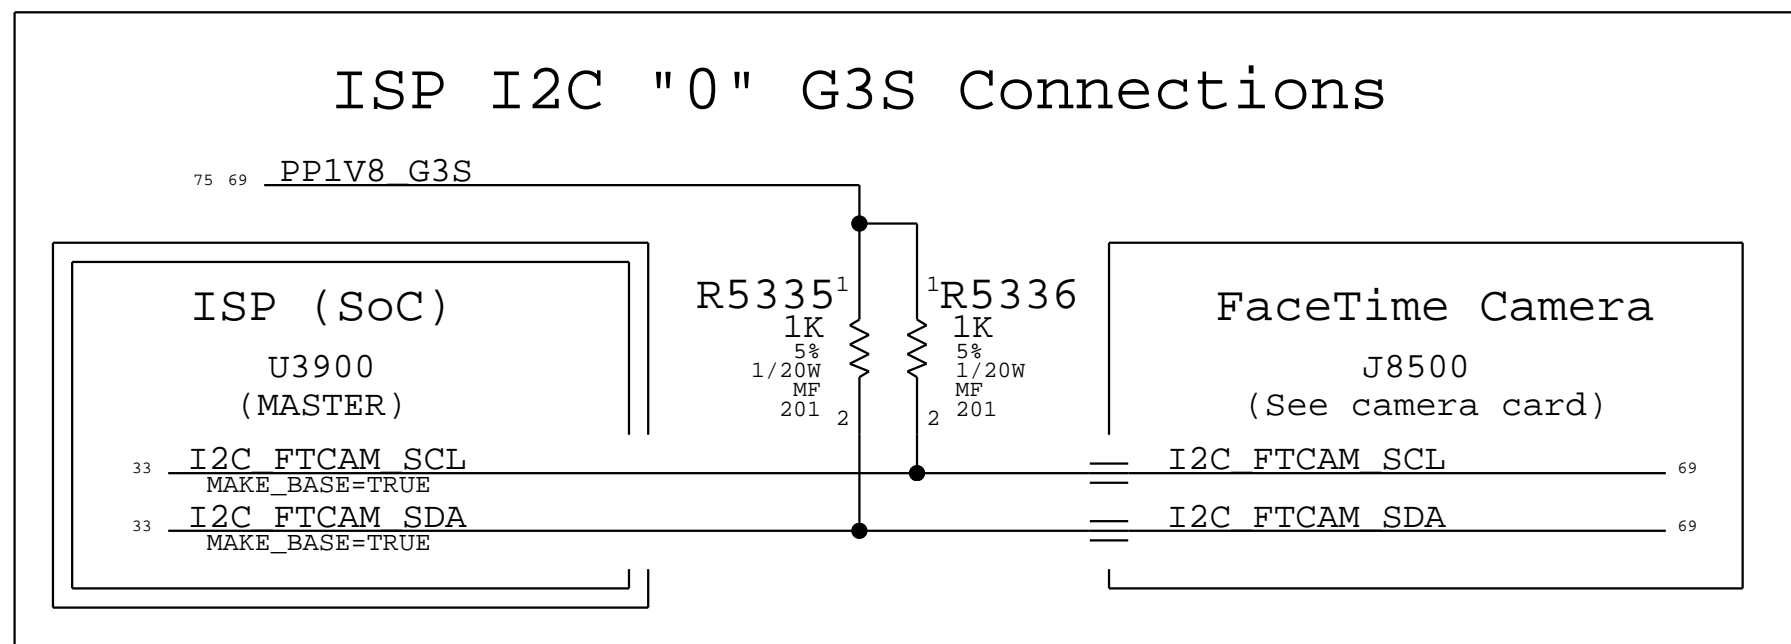 ISP I2C "0" G3S Connections
75 69 PP1V8_G3S
ISP (SoC)
U3900
(MASTER)
R5335 1
1K
5%
1/20W
MF
201
2
1 R5336
1K
5%
1/20W
MF
201
2
FaceTime Camera
J8500
(See camera card)
33 I2C_FTCAM_SCL
MAKE_BASE=TRUE
I2C_FTCAM_SCL 69
33 I2C_FTCAM_SDA
MAKE_BASE=TRUE
I2C_FTCAM_SDA 69